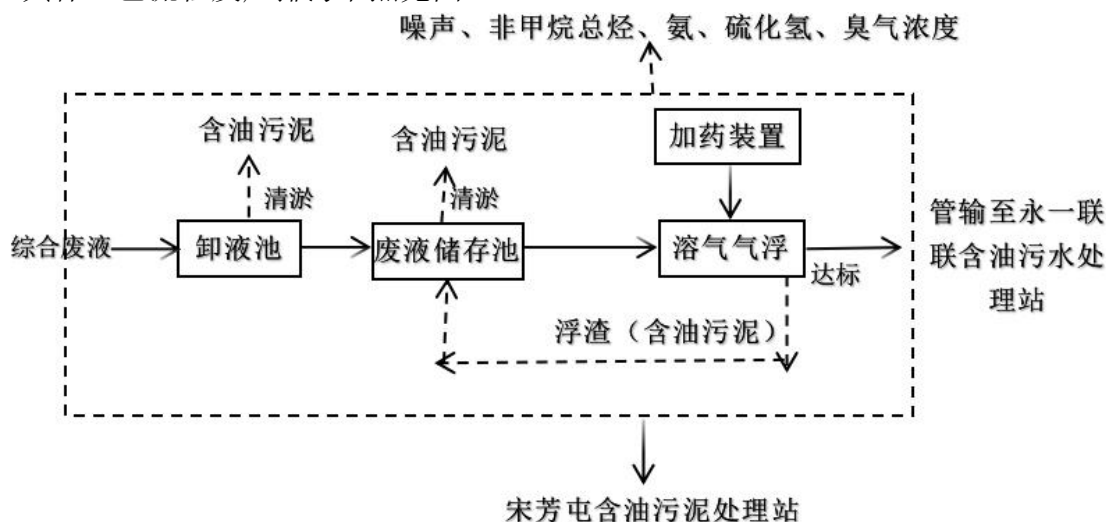 噪声、非甲烷总烃、氨、硫化氢、臭气浓度
含油污泥
含油污泥
加药装置
清淤
清淤
综合废液
卸液池
废液储存池
溶气气浮
达标
管输至永一联
联含油污水处
理站
浮渣（含油污泥）
宋芳屯含油污泥处理站